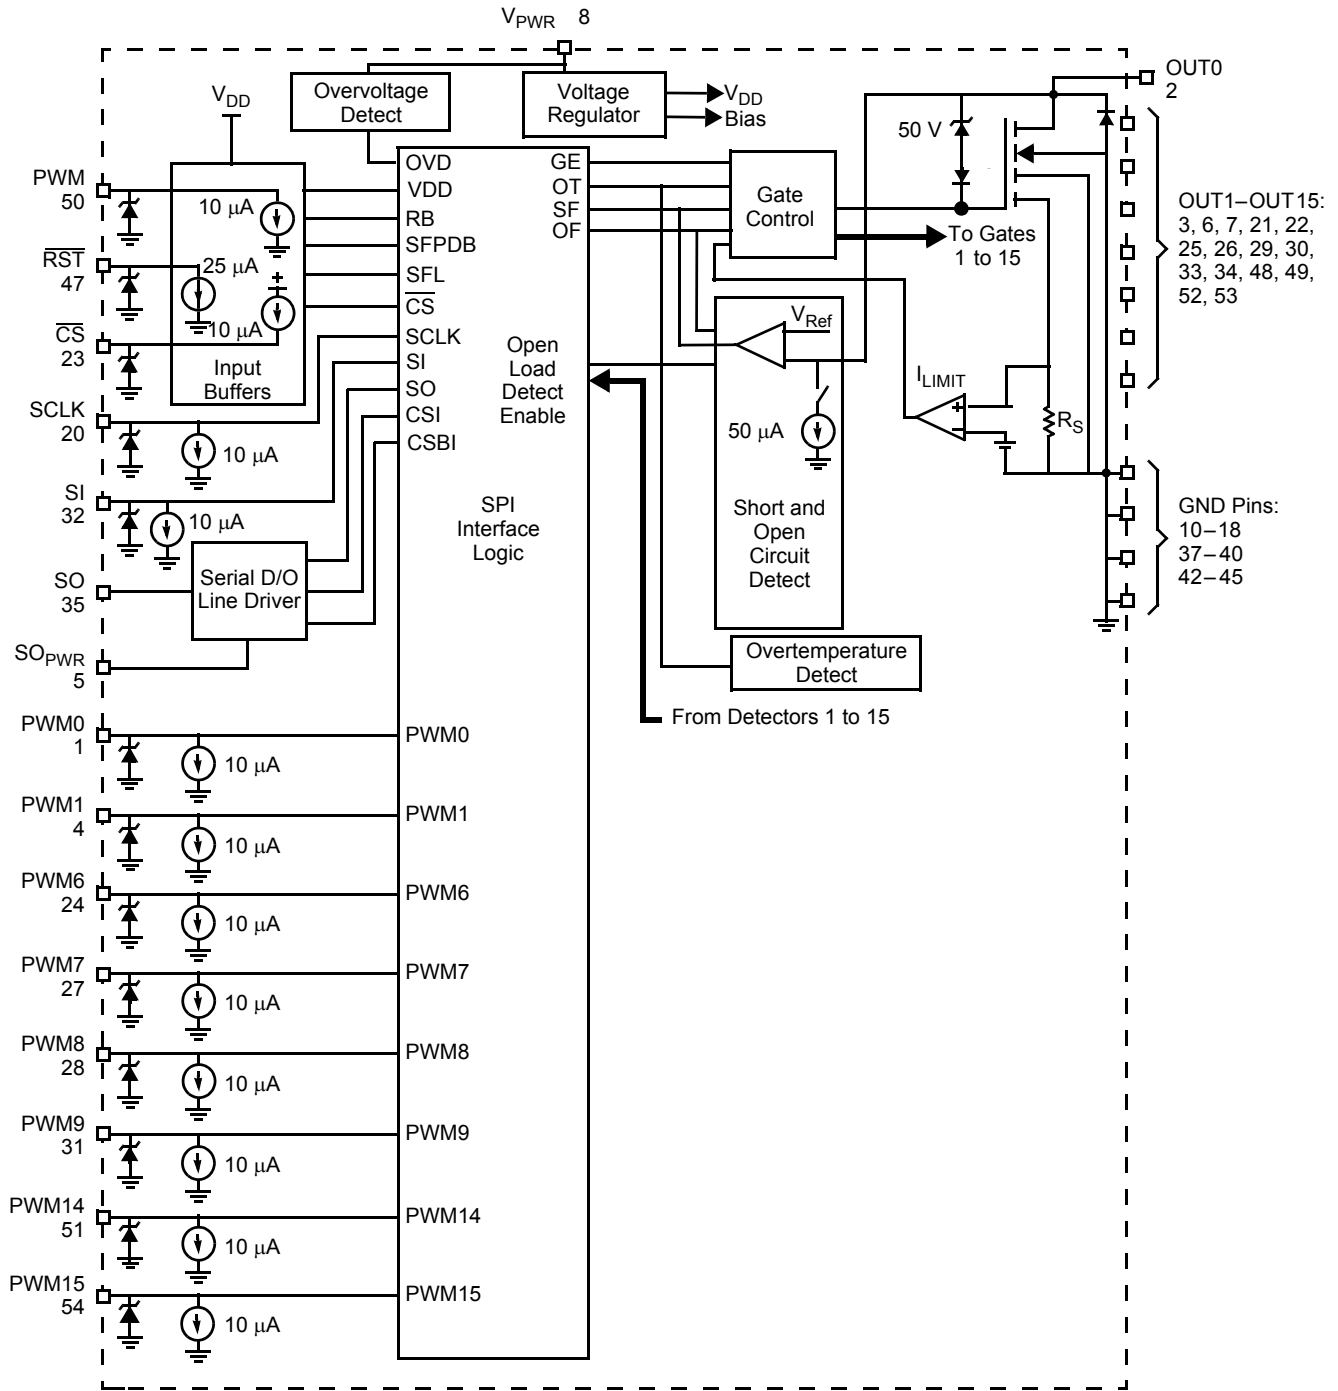 VPWR 8
OUT0
2
Overvoltage
Detect
Voltage
Regulator
VDD
Bias
VDD
50 V
OUT1–OUT15:
3, 6, 7, 21, 22,
25, 26, 29, 30,
33, 34, 48, 49,
52, 53
PWM
50
10 μA
RST
47
25 μA
+
10 μA
CS
23
Input
Buffers
SCLK
20
10 μA
SI
32
10 μA
SO
35
Serial D/O
Line Driver
SOPWR
5
OVD
VDD
RB
SFPDB
SFL
CS
SCLK
SI
SO
CSI
CSBI
GE
OT
SF
OF
Open
Load
Detect
Enable
SPI
Interface
Logic
Gate
Control
To Gates
1 to 15
VRef
50 μA
Short and
Open
Circuit
Detect
ILIMIT
+
–
RS
GND Pins:
10–18
37–40
42–45
Overtemperature
Detect
From Detectors 1 to 15
PWM0
1
10 μA
PWM0
PWM1
4
10 μA
PWM1
PWM6
24
10 μA
PWM6
PWM7
27
10 μA
PWM7
PWM8
28
10 μA
PWM8
PWM9
31
10 μA
PWM9
PWM14
51
10 μA
PWM14
PWM15
54
10 μA
PWM15